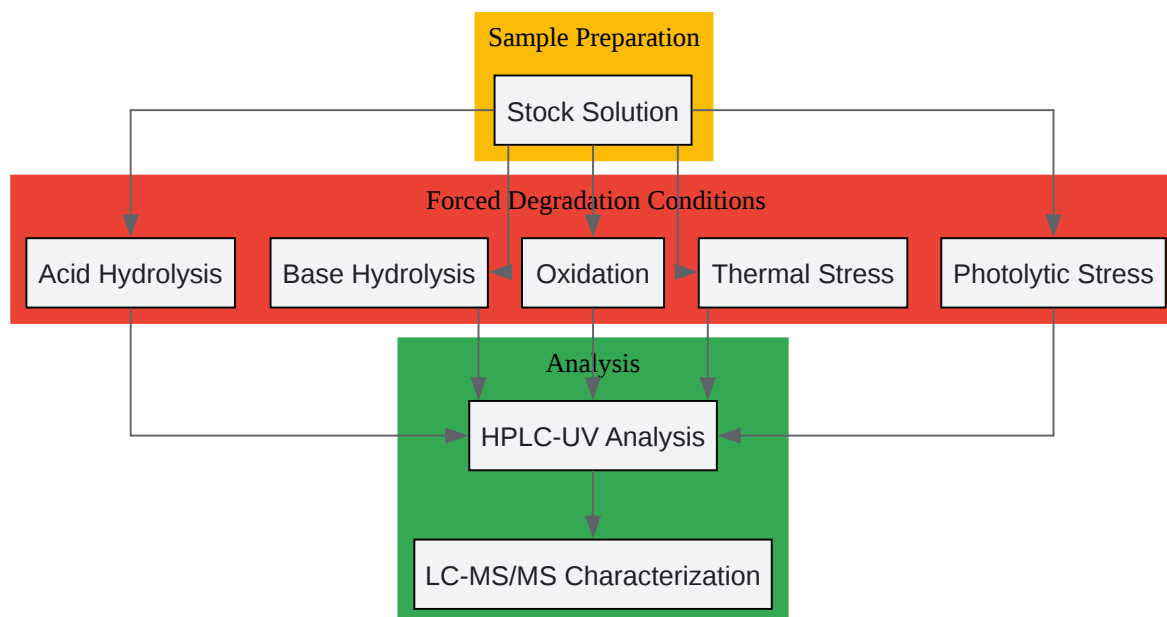 Sample Preparation
Stock Solution
Forced Degradation Conditions
Acid Hydrolysis
Base Hydrolysis
Oxidation
Thermal Stress
Photolytic Stress
Analysis
HPLC-UV Analysis
LC-MS/MS Characterization